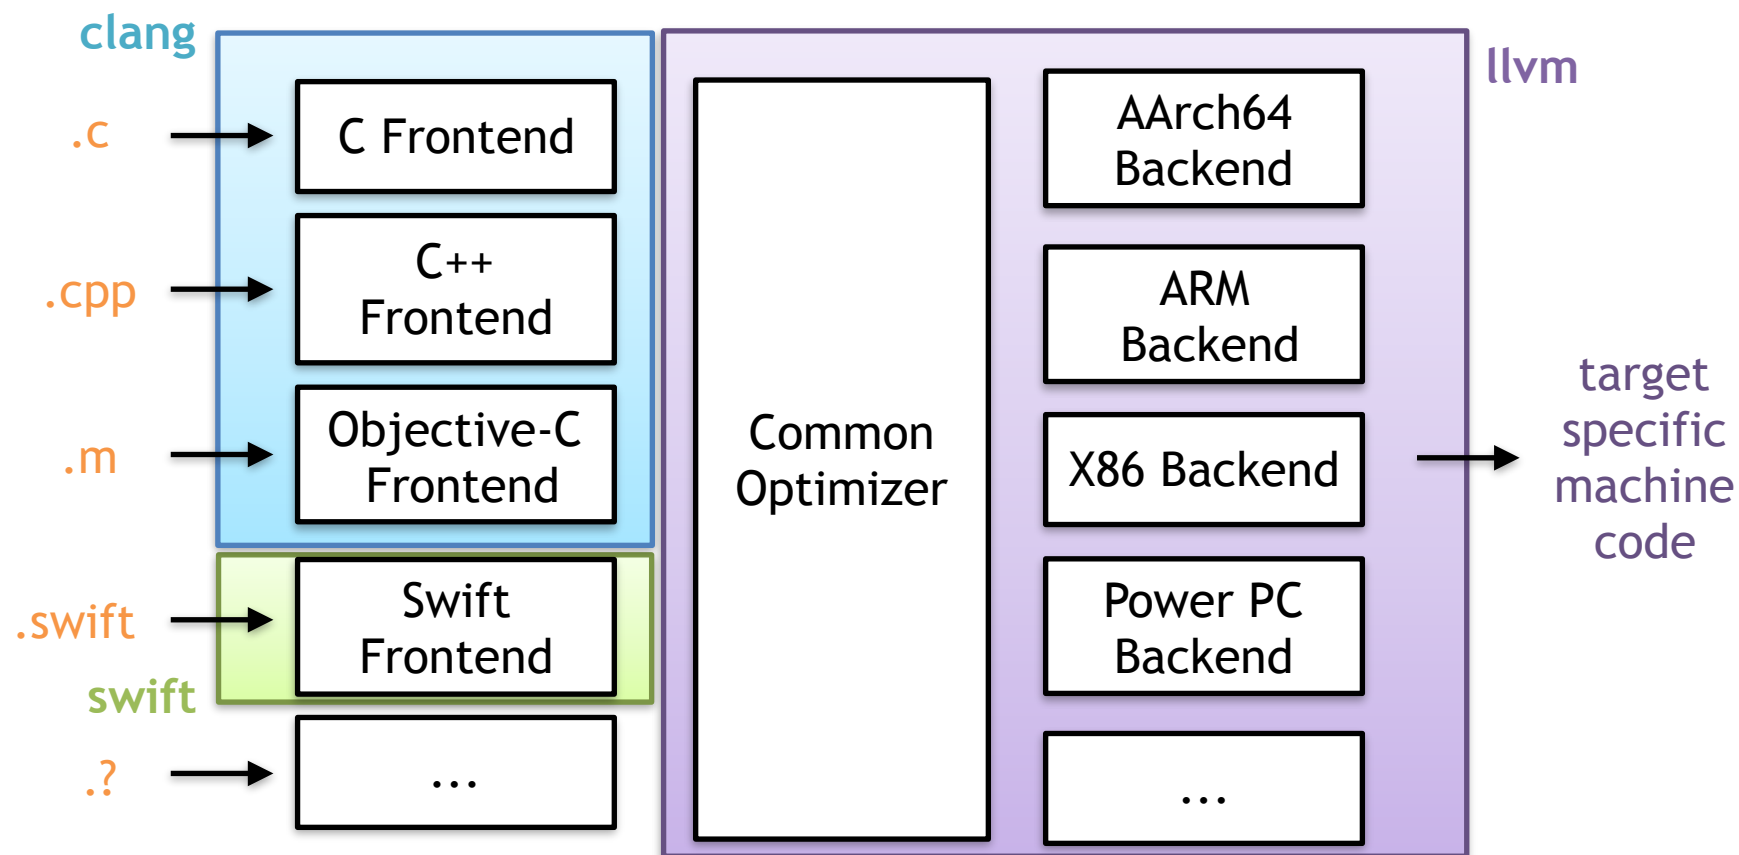 clang
.c
C Frontend
.cpp
C++
Frontend
.m
Objective-C
Frontend
.swift
Swift
Frontend
swift
.?
...
llvm
Common
Optimizer
AArch64
Backend
ARM
Backend
X86 Backend
Power PC
Backend
...
target
specific
machine
code